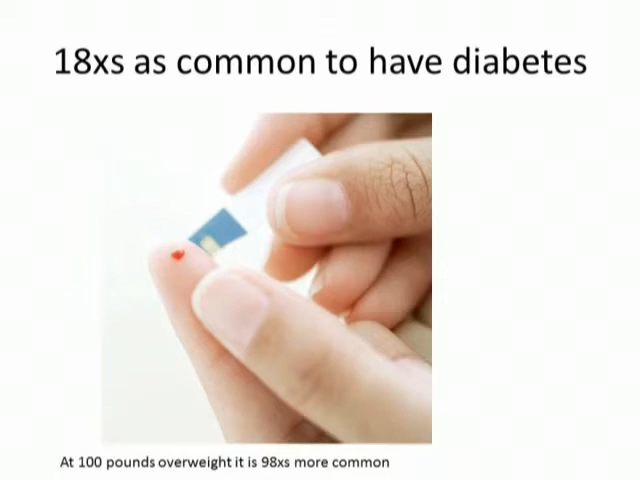 18xs as common to have diabetes
At 100 pounds overweight it is 98xs more common